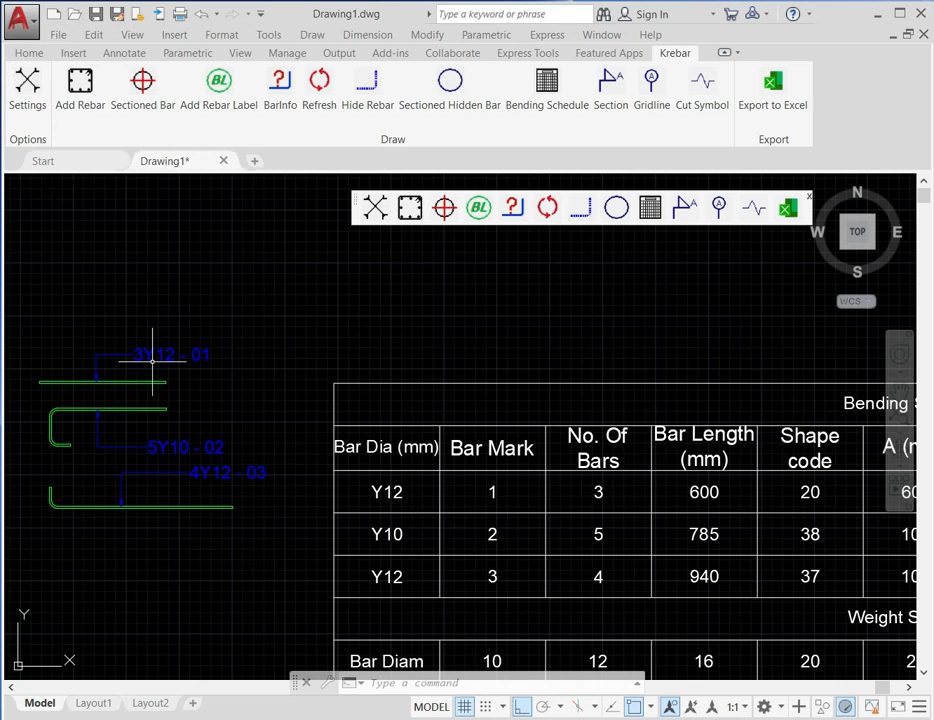 Drawing1.dwg
Type a keyword or phrase
Sign In
File Edit View Insert Format Tools Draw Dimension Modify Parametric Express Window Help
Home Insert Annotate Parametric View Manage Output Add-ins Collaborate Express Tools Featured Apps Krebar
Settings Add Rebar Sectioned Bar Add Rebar Label BarInfo Refresh Hide Rebar Sectioned Hidden Bar Bending Schedule Section Gridline Cut Symbol Export to Excel
Options Draw Export
Start Drawing1*
BL
N
W TOP E
S
WCS
3Y12 - 01
5Y10 - 02
4Y12 - 03
Bending S
Bar Dia (mm) Bar Mark No. Of Bars Bar Length (mm) Shape code A (m
Y12 1 3 600 20 60
Y10 2 5 785 38 10
Y12 3 4 940 37 10
Weight S
Bar Diam 10 12 16 20 2
Y
X
Type a command
Model Layout1 Layout2 MODEL 1:1